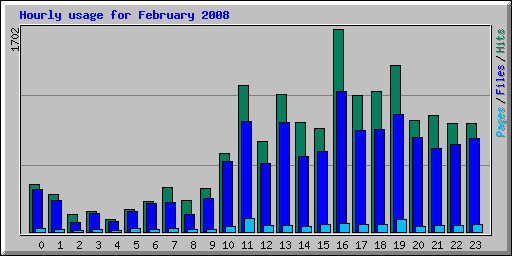 Hourly usage for February 2008
1702
Pages / Files / Hits
0 1 2 3 4 5 6 7 8 9 10 11 12 13 14 15 16 17 18 19 20 21 22 23